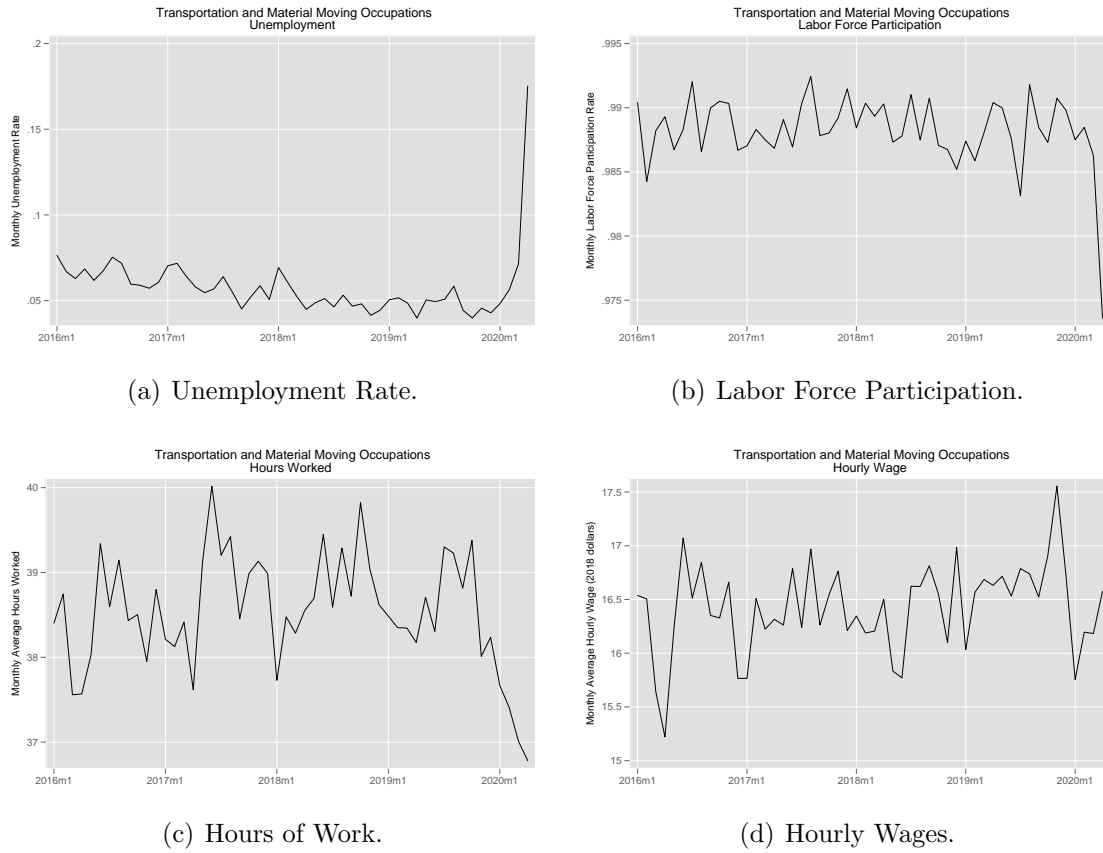 Transportation and Material Moving Occupations
Unemployment
Monthly Unemployment Rate
.2
.15
.1
.05
2016m1 2017m1 2018m1 2019m1 2020m1
(a) Unemployment Rate.
Transportation and Material Moving Occupations
Labor Force Participation
Monthly Labor Force Participation Rate
.995
.99
.985
.98
.975
2016m1 2017m1 2018m1 2019m1 2020m1
(b) Labor Force Participation.
Transportation and Material Moving Occupations
Hours Worked
Monthly Average Hours Worked
40
39
38
37
2016m1 2017m1 2018m1 2019m1 2020m1
(c) Hours of Work.
Transportation and Material Moving Occupations
Hourly Wage
Monthly Average Hourly Wage (2018 dollars)
17.5
17
16.5
16
15.5
15
2016m1 2017m1 2018m1 2019m1 2020m1
(d) Hourly Wages.